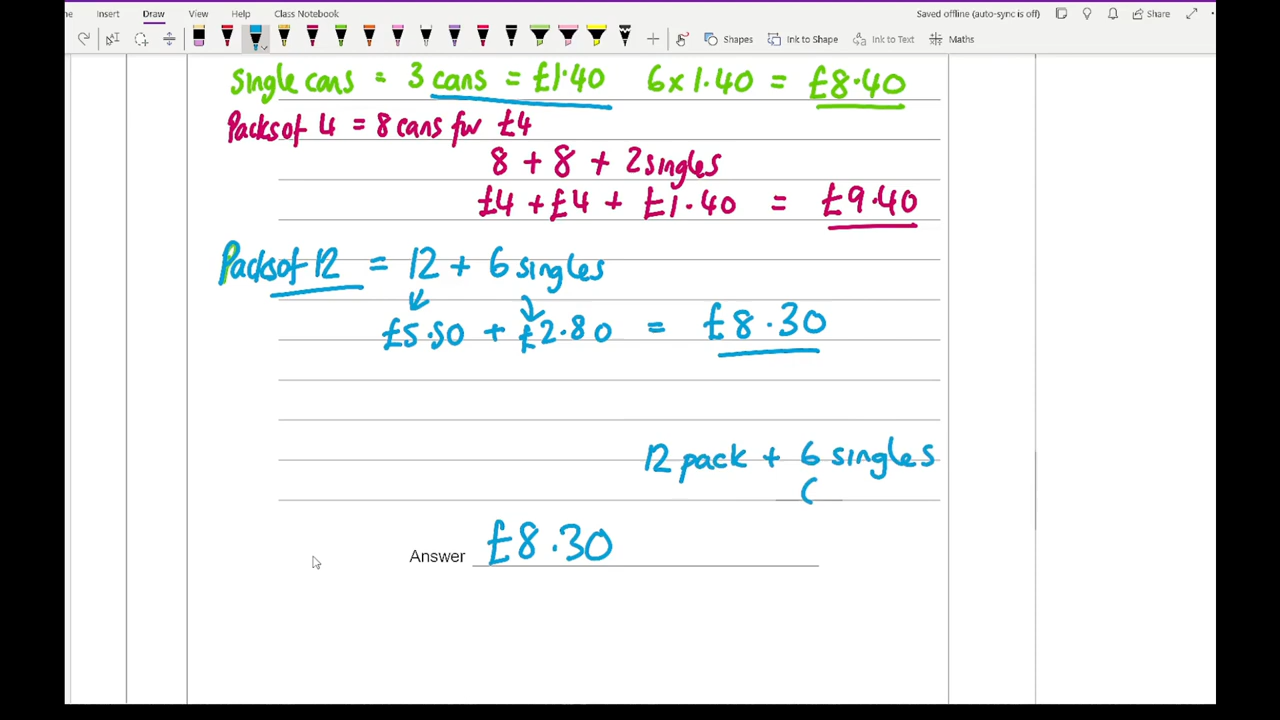 Insert Draw View Help Class Notebook Saved offline (auto-sync is off) Share
Shapes Ink to Shape Ink to Text Maths
Single cans = 3 cans = £1.40 6 x 1.40 = £8.40
Packs of 4 = 8 cans for £4
8 + 8 + 2 singles
£4 + £4 + £1.40 = £9.40
Packs of 12 = 12 + 6 singles
£5.50 + £2.80 = £8.30
12 pack + 6 singles
(
Answer £8.30